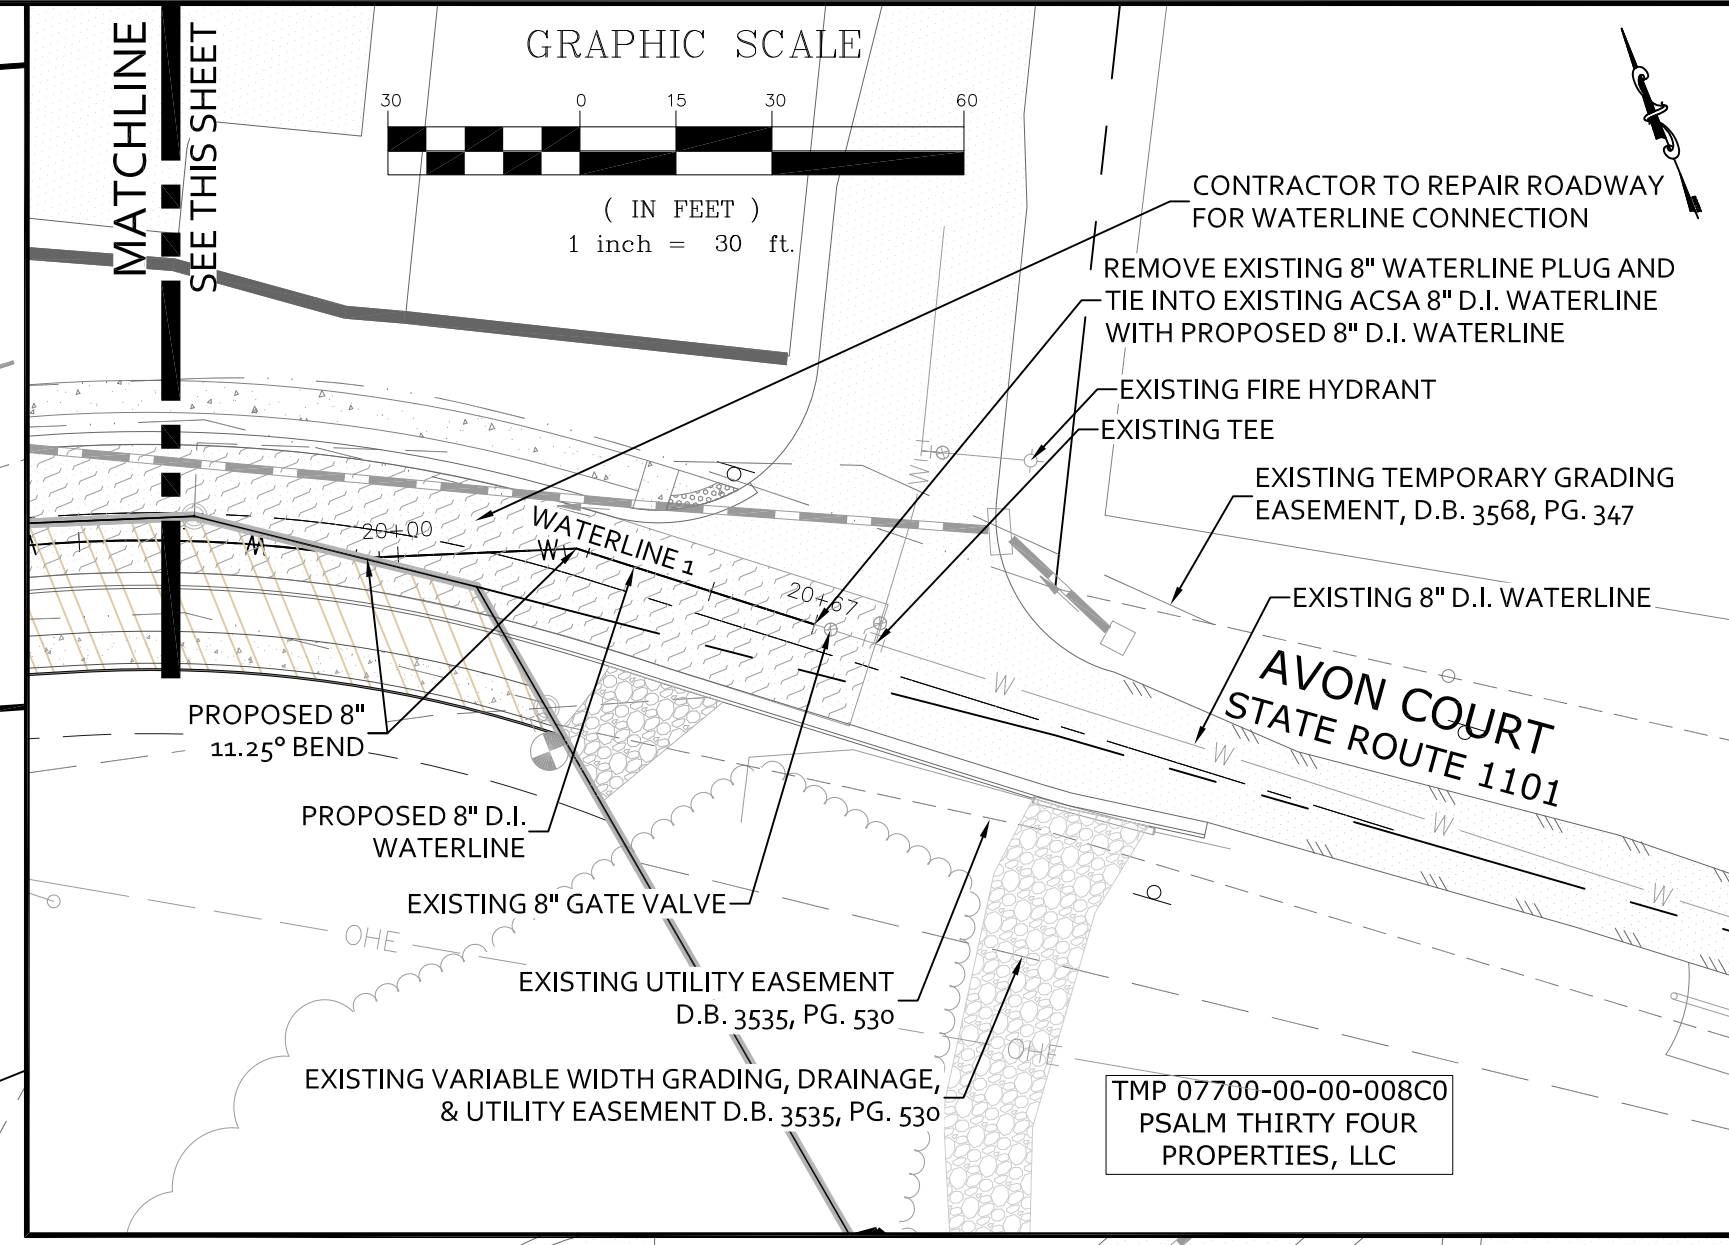 MATCHLINE
SEE THIS SHEET
GRAPHIC SCALE
30 0 15 30 60
( IN FEET )
1 inch = 30 ft.
CONTRACTOR TO REPAIR ROADWAY
FOR WATERLINE CONNECTION
REMOVE EXISTING 8" WATERLINE PLUG AND
TIE INTO EXISTING ACSA 8" D.I. WATERLINE
WITH PROPOSED 8" D.I. WATERLINE
EXISTING FIRE HYDRANT
EXISTING TEE
EXISTING TEMPORARY GRADING
EASEMENT, D.B. 3568, PG. 347
EXISTING 8" D.I. WATERLINE
AVON COURT
STATE ROUTE 1101
20+00
WATERLINE 1
20+67
W
W
W
W
W
W
W
PROPOSED 8"
11.25° BEND
PROPOSED 8" D.I.
WATERLINE
EXISTING 8" GATE VALVE
OHE
EXISTING UTILITY EASEMENT
D.B. 3535, PG. 530
OHE
EXISTING VARIABLE WIDTH GRADING, DRAINAGE,
& UTILITY EASEMENT D.B. 3535, PG. 530
TMP 07700-00-00-008C0
PSALM THIRTY FOUR
PROPERTIES, LLC